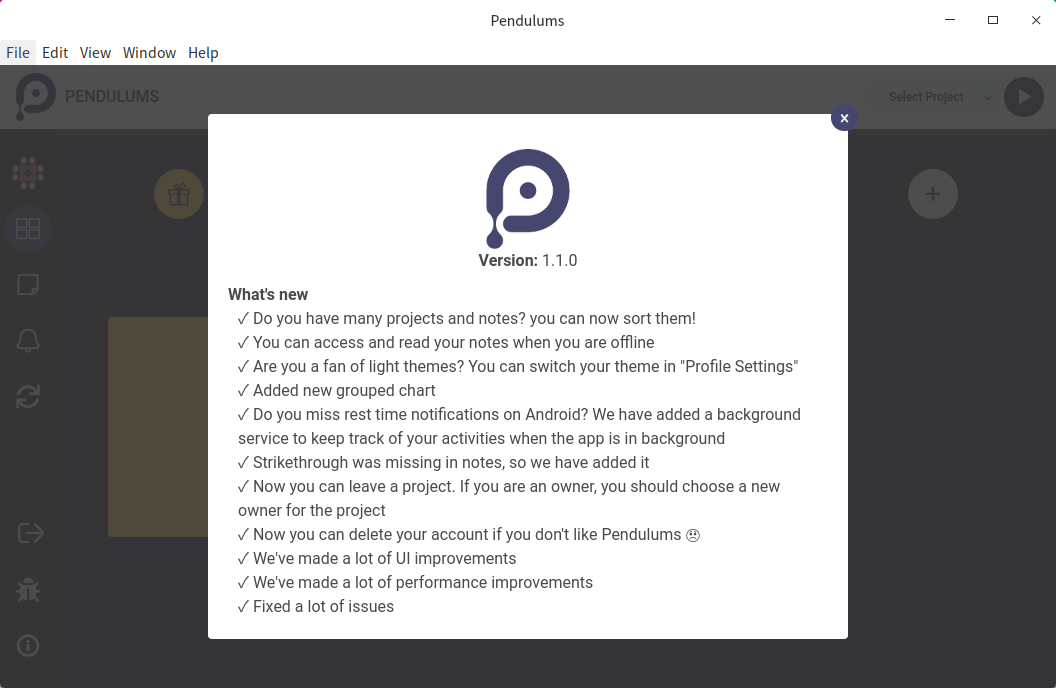 Pendulums
File Edit View Window Help
PENDULUMS
Select Project
Version: 1.1.0
What's new
✓ Do you have many projects and notes? you can now sort them!
✓ You can access and read your notes when you are offline
✓ Are you a fan of light themes? You can switch your theme in "Profile Settings"
✓ Added new grouped chart
✓ Do you miss rest time notifications on Android? We have added a background
service to keep track of your activities when the app is in background
✓ Strikethrough was missing in notes, so we have added it
✓ Now you can leave a project. If you are an owner, you should choose a new
owner for the project
✓ Now you can delete your account if you don't like Pendulums 😞
✓ We've made a lot of UI improvements
✓ We've made a lot of performance improvements
✓ Fixed a lot of issues